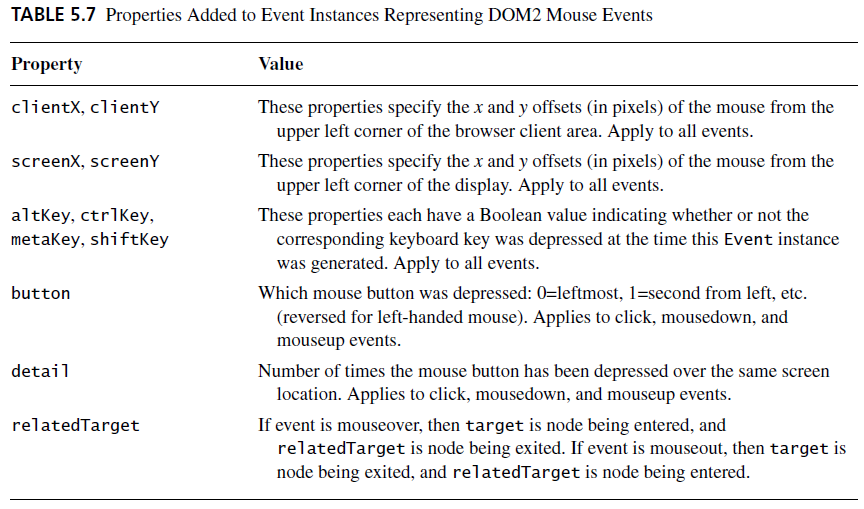 TABLE 5.7 Properties Added to Event Instances Representing DOM2 Mouse Events
Property Value
clientX, clientY These properties specify the x and y offsets (in pixels) of the mouse from the
upper left corner of the browser client area. Apply to all events.
screenX, screenY These properties specify the x and y offsets (in pixels) of the mouse from the
upper left corner of the display. Apply to all events.
altKey, ctrlKey, These properties each have a Boolean value indicating whether or not the
metaKey, shiftKey corresponding keyboard key was depressed at the time this Event instance
was generated. Apply to all events.
button Which mouse button was depressed: 0=leftmost, 1=second from left, etc.
(reversed for left-handed mouse). Applies to click, mousedown, and
mouseup events.
detail Number of times the mouse button has been depressed over the same screen
location. Applies to click, mousedown, and mouseup events.
relatedTarget If event is mouseover, then target is node being entered, and
relatedTarget is node being exited. If event is mouseout, then target is
node being exited, and relatedTarget is node being entered.